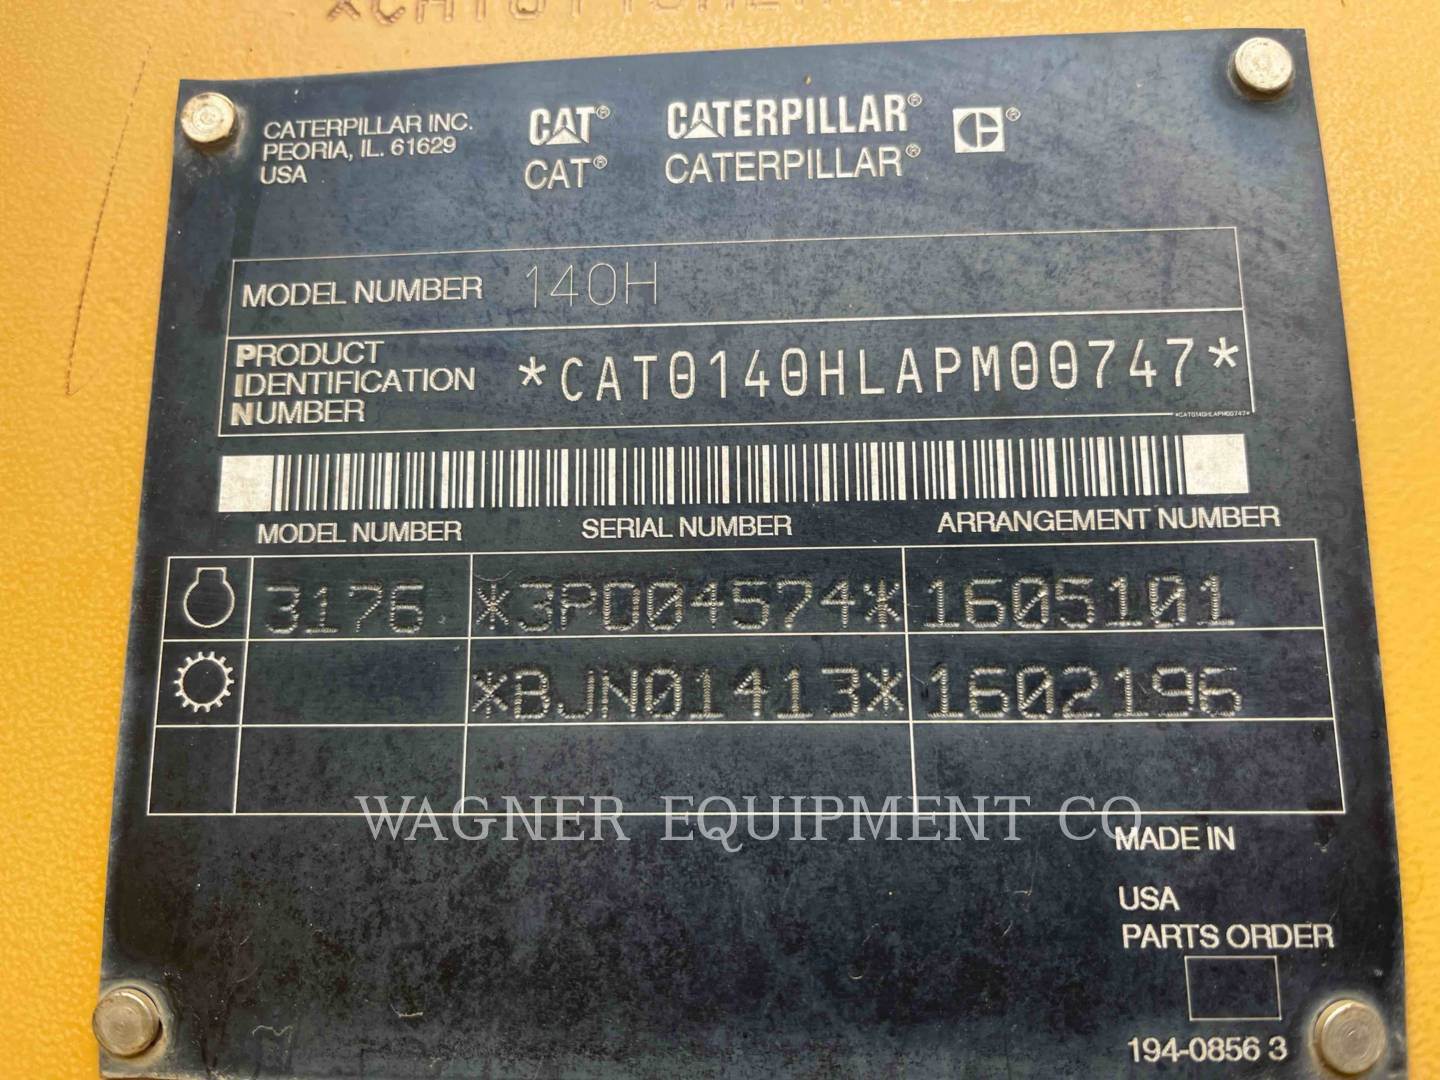 CATERPILLAR INC.
PEORIA, IL. 61629
USA
CAT® CATERPILLAR® ®
CAT® CATERPILLAR®
MODEL NUMBER 140H
PRODUCT
IDENTIFICATION
NUMBER
*CAT0140HLAPM00747*
*CAT0140HLAPM00747*
MODEL NUMBER SERIAL NUMBER ARRANGEMENT NUMBER
3176 *3PD04574* 1605101
*BJN01413* 1602196
WAGNER EQUIPMENT CO.
MADE IN
USA
PARTS ORDER
194-0856 3